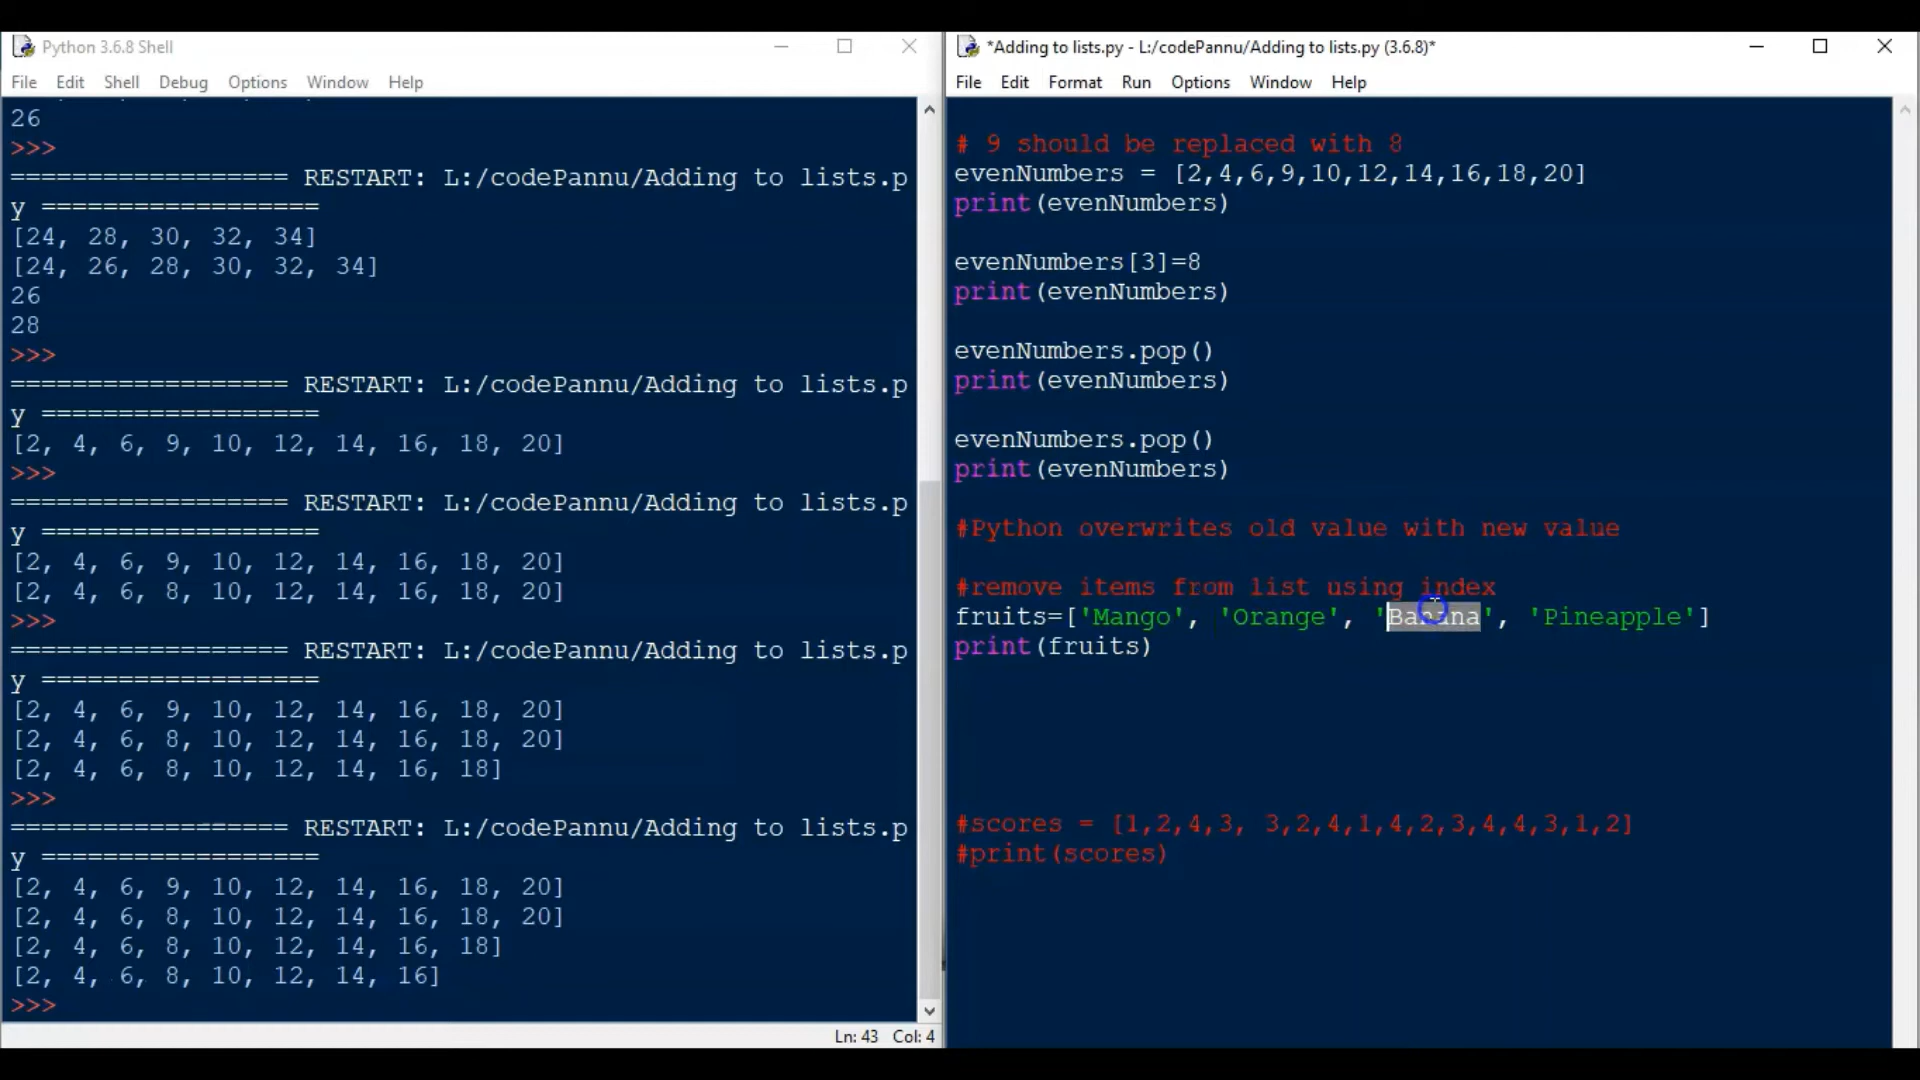 Python 3.6.8 Shell
File Edit Shell Debug Options Window Help
26
>>>
================== RESTART: L:/codePannu/Adding to lists.p
y ==================
[24, 28, 30, 32, 34]
[24, 26, 28, 30, 32, 34]
26
28
>>>
================== RESTART: L:/codePannu/Adding to lists.p
y ==================
[2, 4, 6, 9, 10, 12, 14, 16, 18, 20]
>>>
================== RESTART: L:/codePannu/Adding to lists.p
y ==================
[2, 4, 6, 9, 10, 12, 14, 16, 18, 20]
[2, 4, 6, 8, 10, 12, 14, 16, 18, 20]
>>>
================== RESTART: L:/codePannu/Adding to lists.p
y ==================
[2, 4, 6, 9, 10, 12, 14, 16, 18, 20]
[2, 4, 6, 8, 10, 12, 14, 16, 18, 20]
[2, 4, 6, 8, 10, 12, 14, 16, 18]
>>>
================== RESTART: L:/codePannu/Adding to lists.p
y ==================
[2, 4, 6, 9, 10, 12, 14, 16, 18, 20]
[2, 4, 6, 8, 10, 12, 14, 16, 18, 20]
[2, 4, 6, 8, 10, 12, 14, 16, 18]
[2, 4, 6, 8, 10, 12, 14, 16]
>>>
Ln: 43 Col: 4
*Adding to lists.py - L:/codePannu/Adding to lists.py (3.6.8)*
File Edit Format Run Options Window Help
# 9 should be replaced with 8
evenNumbers = [2,4,6,9,10,12,14,16,18,20]
print(evenNumbers)
evenNumbers[3]=8
print(evenNumbers)
evenNumbers.pop()
print(evenNumbers)
evenNumbers.pop()
print(evenNumbers)
#Python overwrites old value with new value
#remove items from list using index
fruits=['Mango', 'Orange', 'Banana', 'Pineapple']
print(fruits)
#scores = [1,2,4,3, 3,2,4,1,4,2,3,4,4,3,1,2]
#print(scores)